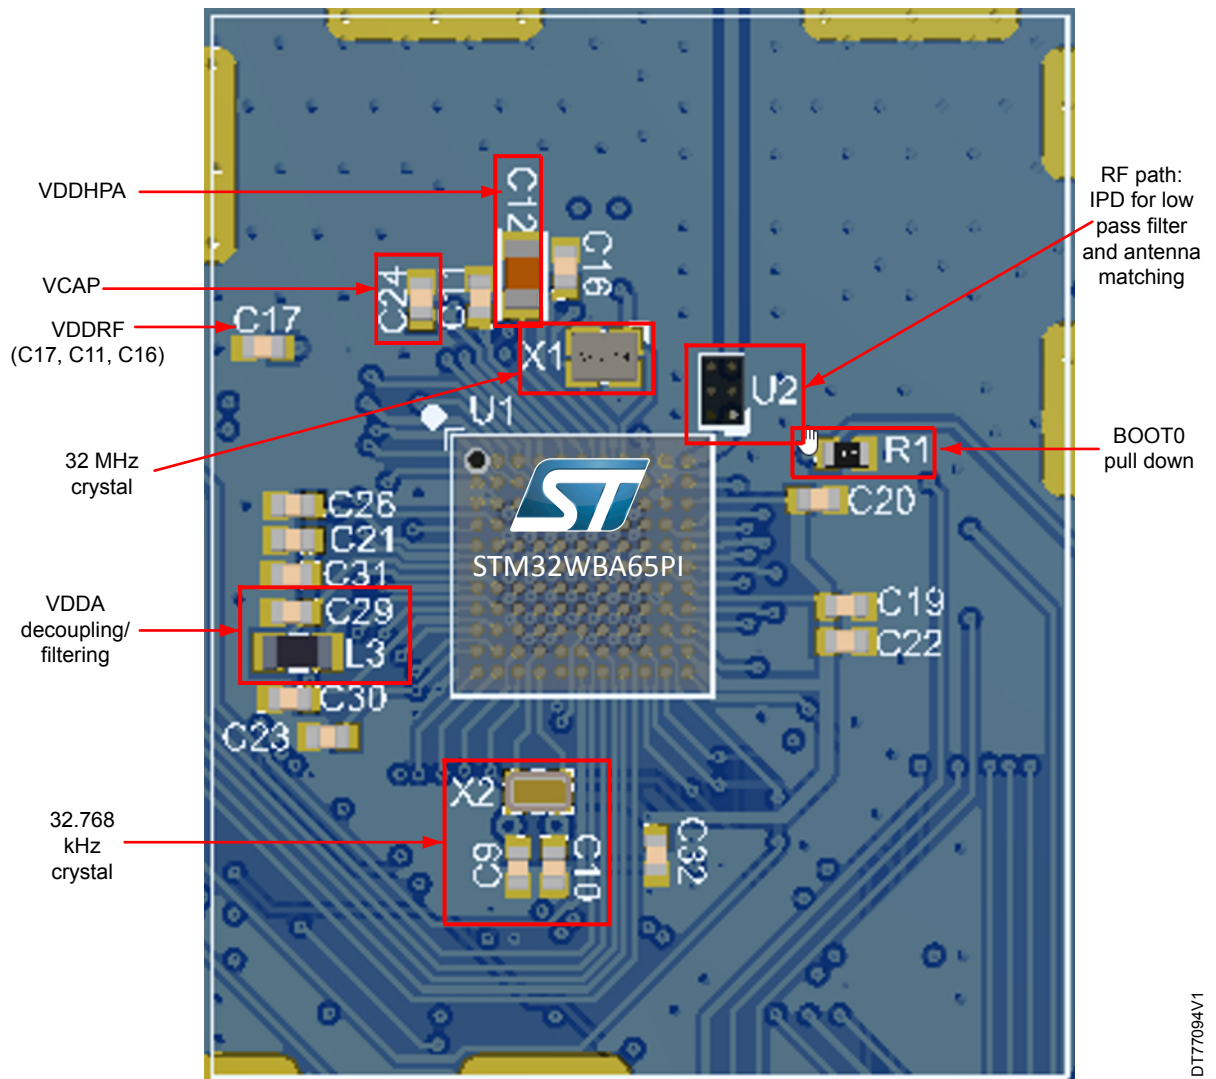 VDDHPA
VCAP
VDDRF
(C17, C11, C16)
32 MHz
crystal
VDDA
decoupling/
filtering
32.768
kHz
crystal
RF path:
IPD for low
pass filter
and antenna
matching
BOOT0
pull down
C12
C16
C24
C11
C17
X1
U2
U1
R1
C20
C26
C21
C31
C29
L3
C30
C23
ST
STM32WBA65PI
C19
C22
X2
C9
C10
C32
DT77094V1